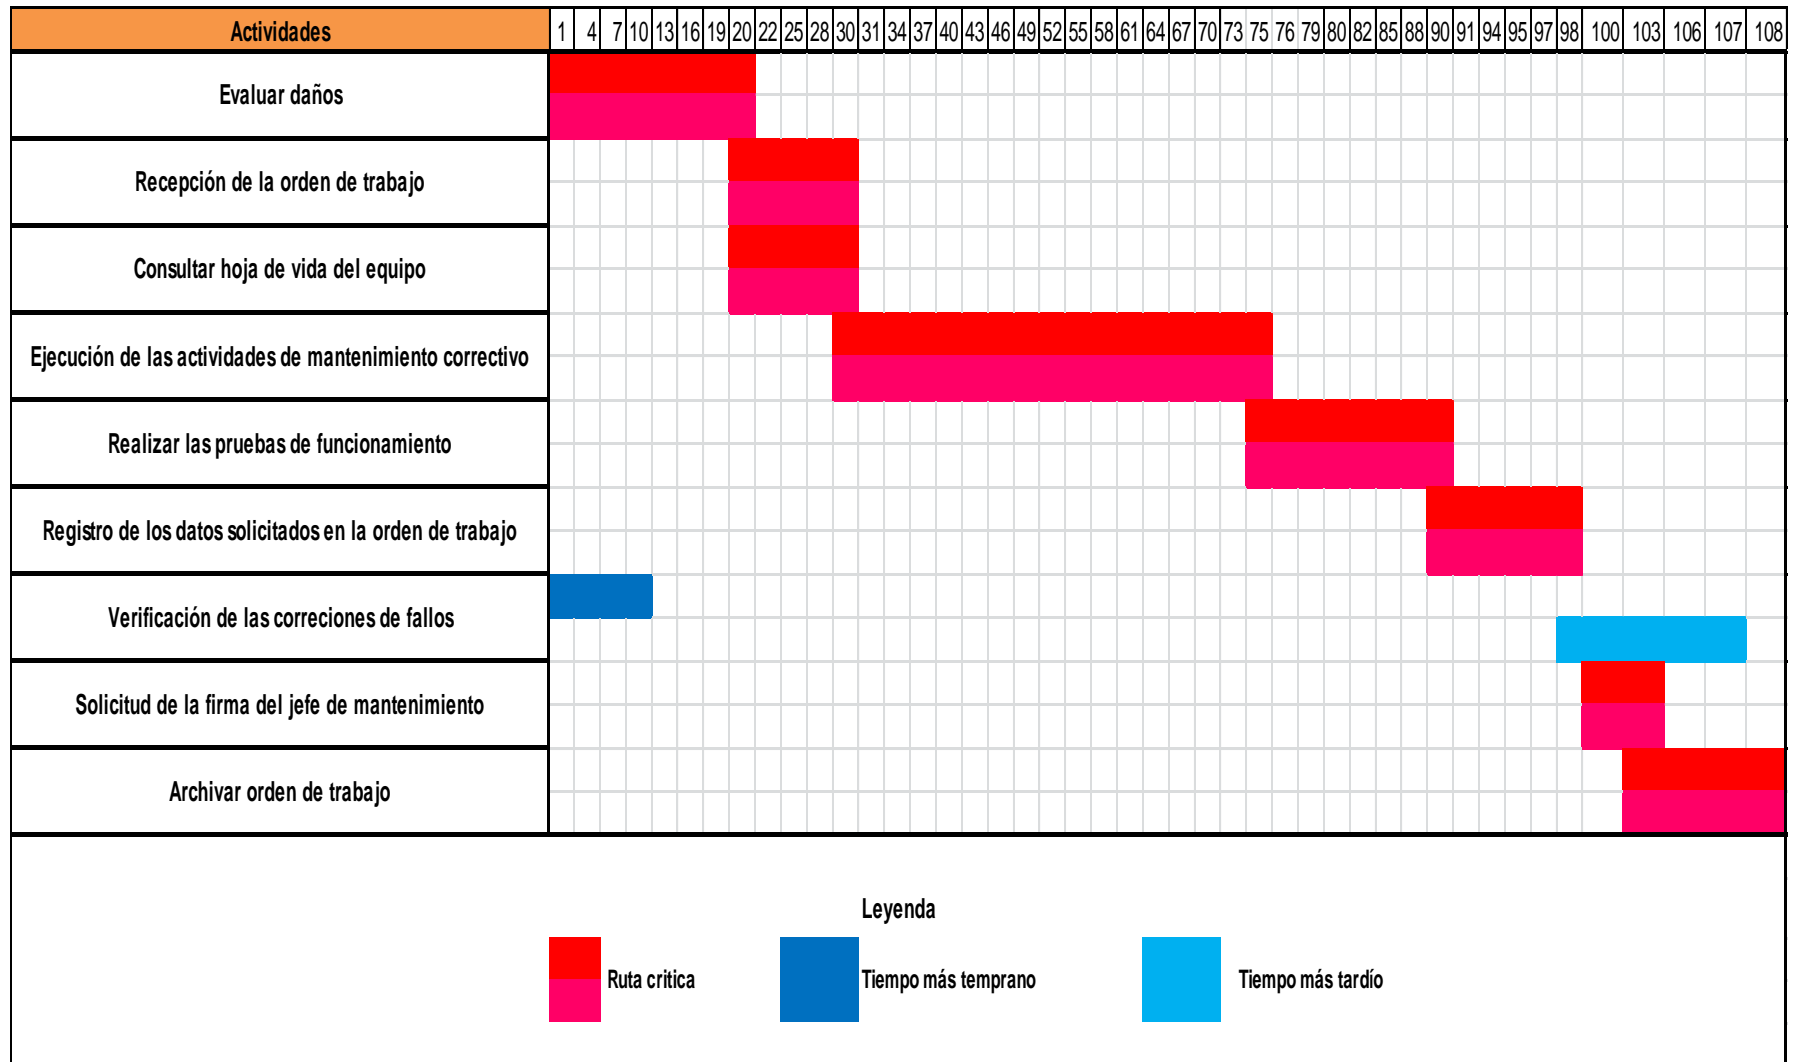 Actividades 1 4 7 10 13 16 19 20 22 25 28 30 31 34 37 40 43 46 49 52 55 58 61 64 67 70 73 75 76 79 80 82 85 88 90 91 94 95 97 98 100 103 106 107 108
Evaluar daños
Recepción de la orden de trabajo
Consultar hoja de vida del equipo
Ejecución de las actividades de mantenimiento correctivo
Realizar las pruebas de funcionamiento
Registro de los datos solicitados en la orden de trabajo
Verificación de las correciones de fallos
Solicitud de la firma del jefe de mantenimiento
Archivar orden de trabajo
Leyenda
Ruta critica Tiempo más temprano Tiempo más tardío